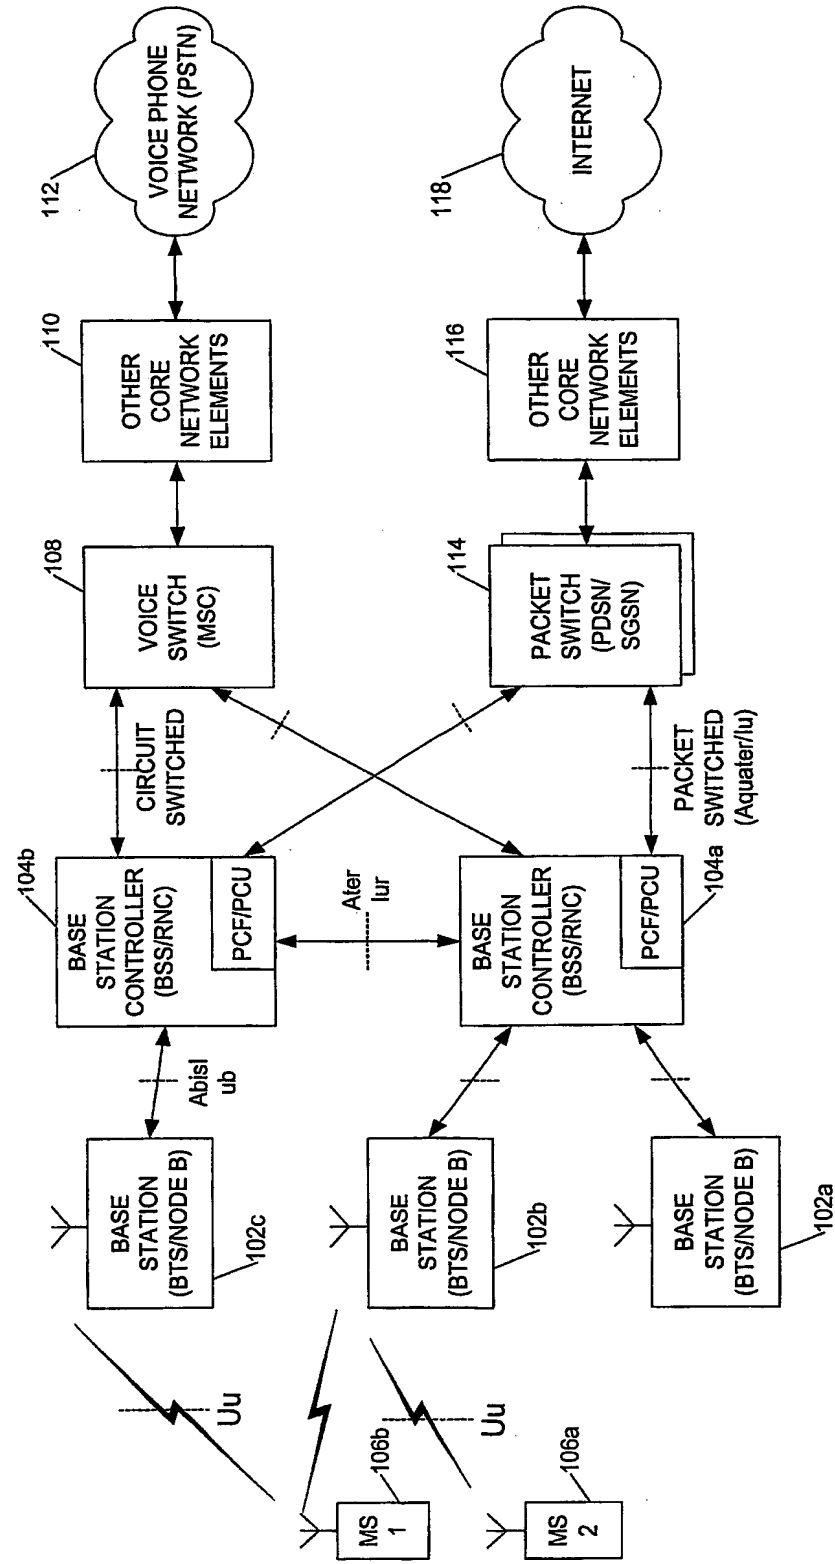 112
VOICE PHONE
NETWORK (PSTN)
118
INTERNET
110
OTHER
CORE
NETWORK
ELEMENTS
116
OTHER
CORE
NETWORK
ELEMENTS
108
VOICE
SWITCH
(MSC)
114
PACKET
SWITCH
(PDSN/
SGSN)
CIRCUIT
SWITCHED
PACKET
SWITCHED
(Aquater/Iu)
104b
BASE
STATION
CONTROLLER
(BSS/RNC)
PCF/PCU
Ater
Iur
BASE
STATION
CONTROLLER
(BSS/RNC)
PCF/PCU
104a
AbisI
ub
BASE
STATION
(BTS/NODE B)
102c
BASE
STATION
(BTS/NODE B)
102b
BASE
STATION
(BTS/NODE B)
102a
Uu
Uu
MS
1
106b
MS
2
106a